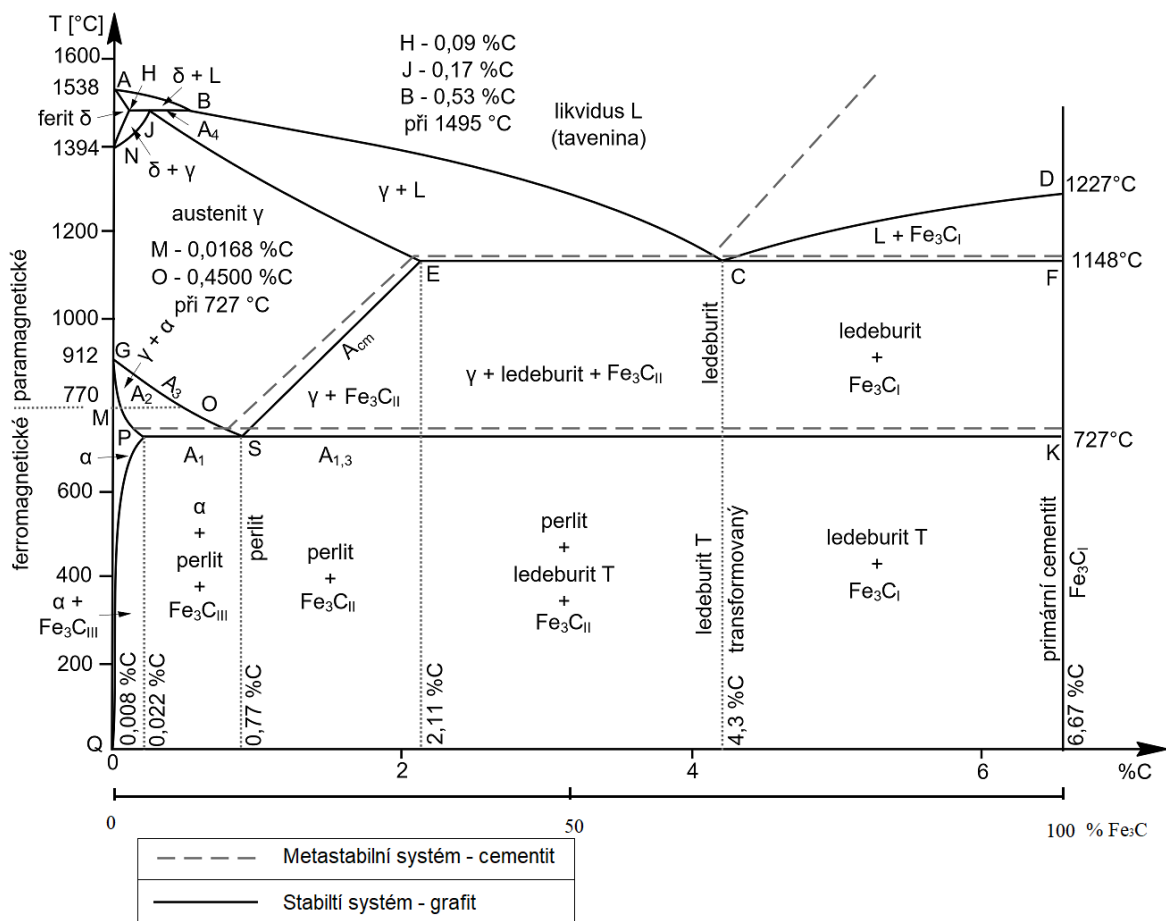 T [°C]
1600
1538
1394
1200
1000
912
770
600
400
200
A
H
δ + L
B
ferit δ
J
A₄
N
δ + γ
H - 0,09 %C
J - 0,17 %C
B - 0,53 %C
při 1495 °C
likvidus L
(tavenina)
γ + L
D
1227°C
austenit γ
L + Fe₃CI
M - 0,0168 %C
O - 0,4500 %C
při 727 °C
E
C
F
1148°C
paramagnetické
ferromagnetické
γ + α
G
A₂
A₃
O
Acm
γ + Fe₃CII
γ + ledeburit + Fe₃CII
ledeburit
ledeburit
+
Fe₃CI
M
P
S
K
727°C
α
A₁
A₁,₃
α
+
perlit
+
Fe₃CIII
perlit
perlit
+
Fe₃CII
perlit
+
ledeburit T
+
Fe₃CII
ledeburit T
transformovaný
ledeburit T
+
Fe₃CI
primární cementit
Fe₃CI
α +
Fe₃CIII
0,008 %C
0,022 %C
0,77 %C
2,11 %C
4,3 %C
6,67 %C
Q
0
2
4
6
%C
0
50
100
% Fe₃C
Metastabilní systém - cementit
Stabiltí systém - grafit